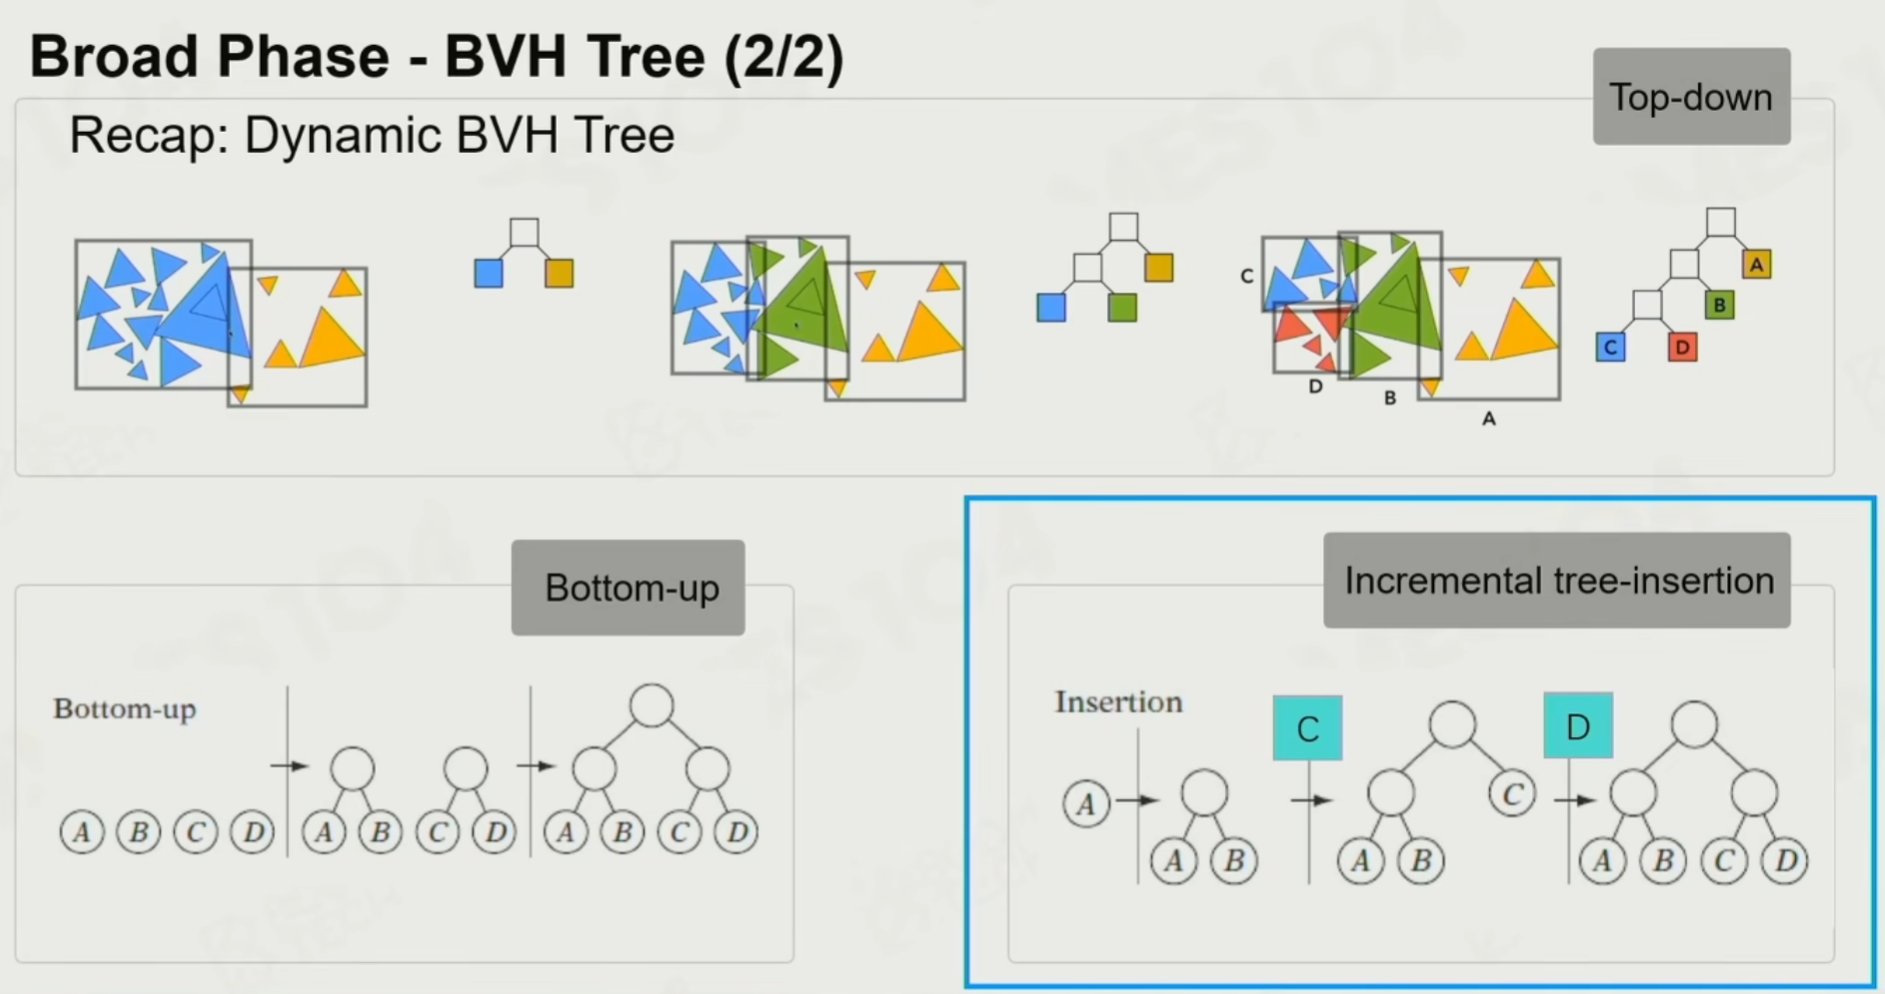 Broad Phase - BVH Tree (2/2)
Top-down
Recap: Dynamic BVH Tree
C
D
B
A
A
B
C
D
Bottom-up
Bottom-up
A B C D
A B C D
A B C D
Incremental tree-insertion
Insertion
A
A B
C
C
A B
D
A B C D